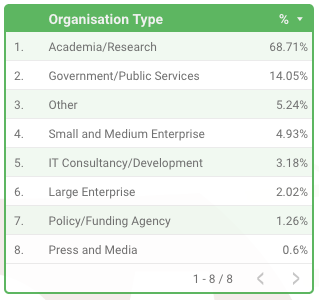 Organisation Type %
1. Academia/Research 68.71%
2. Government/Public Services 14.05%
3. Other 5.24%
4. Small and Medium Enterprise 4.93%
5. IT Consultancy/Development 3.18%
6. Large Enterprise 2.02%
7. Policy/Funding Agency 1.26%
8. Press and Media 0.6%
1 - 8 / 8